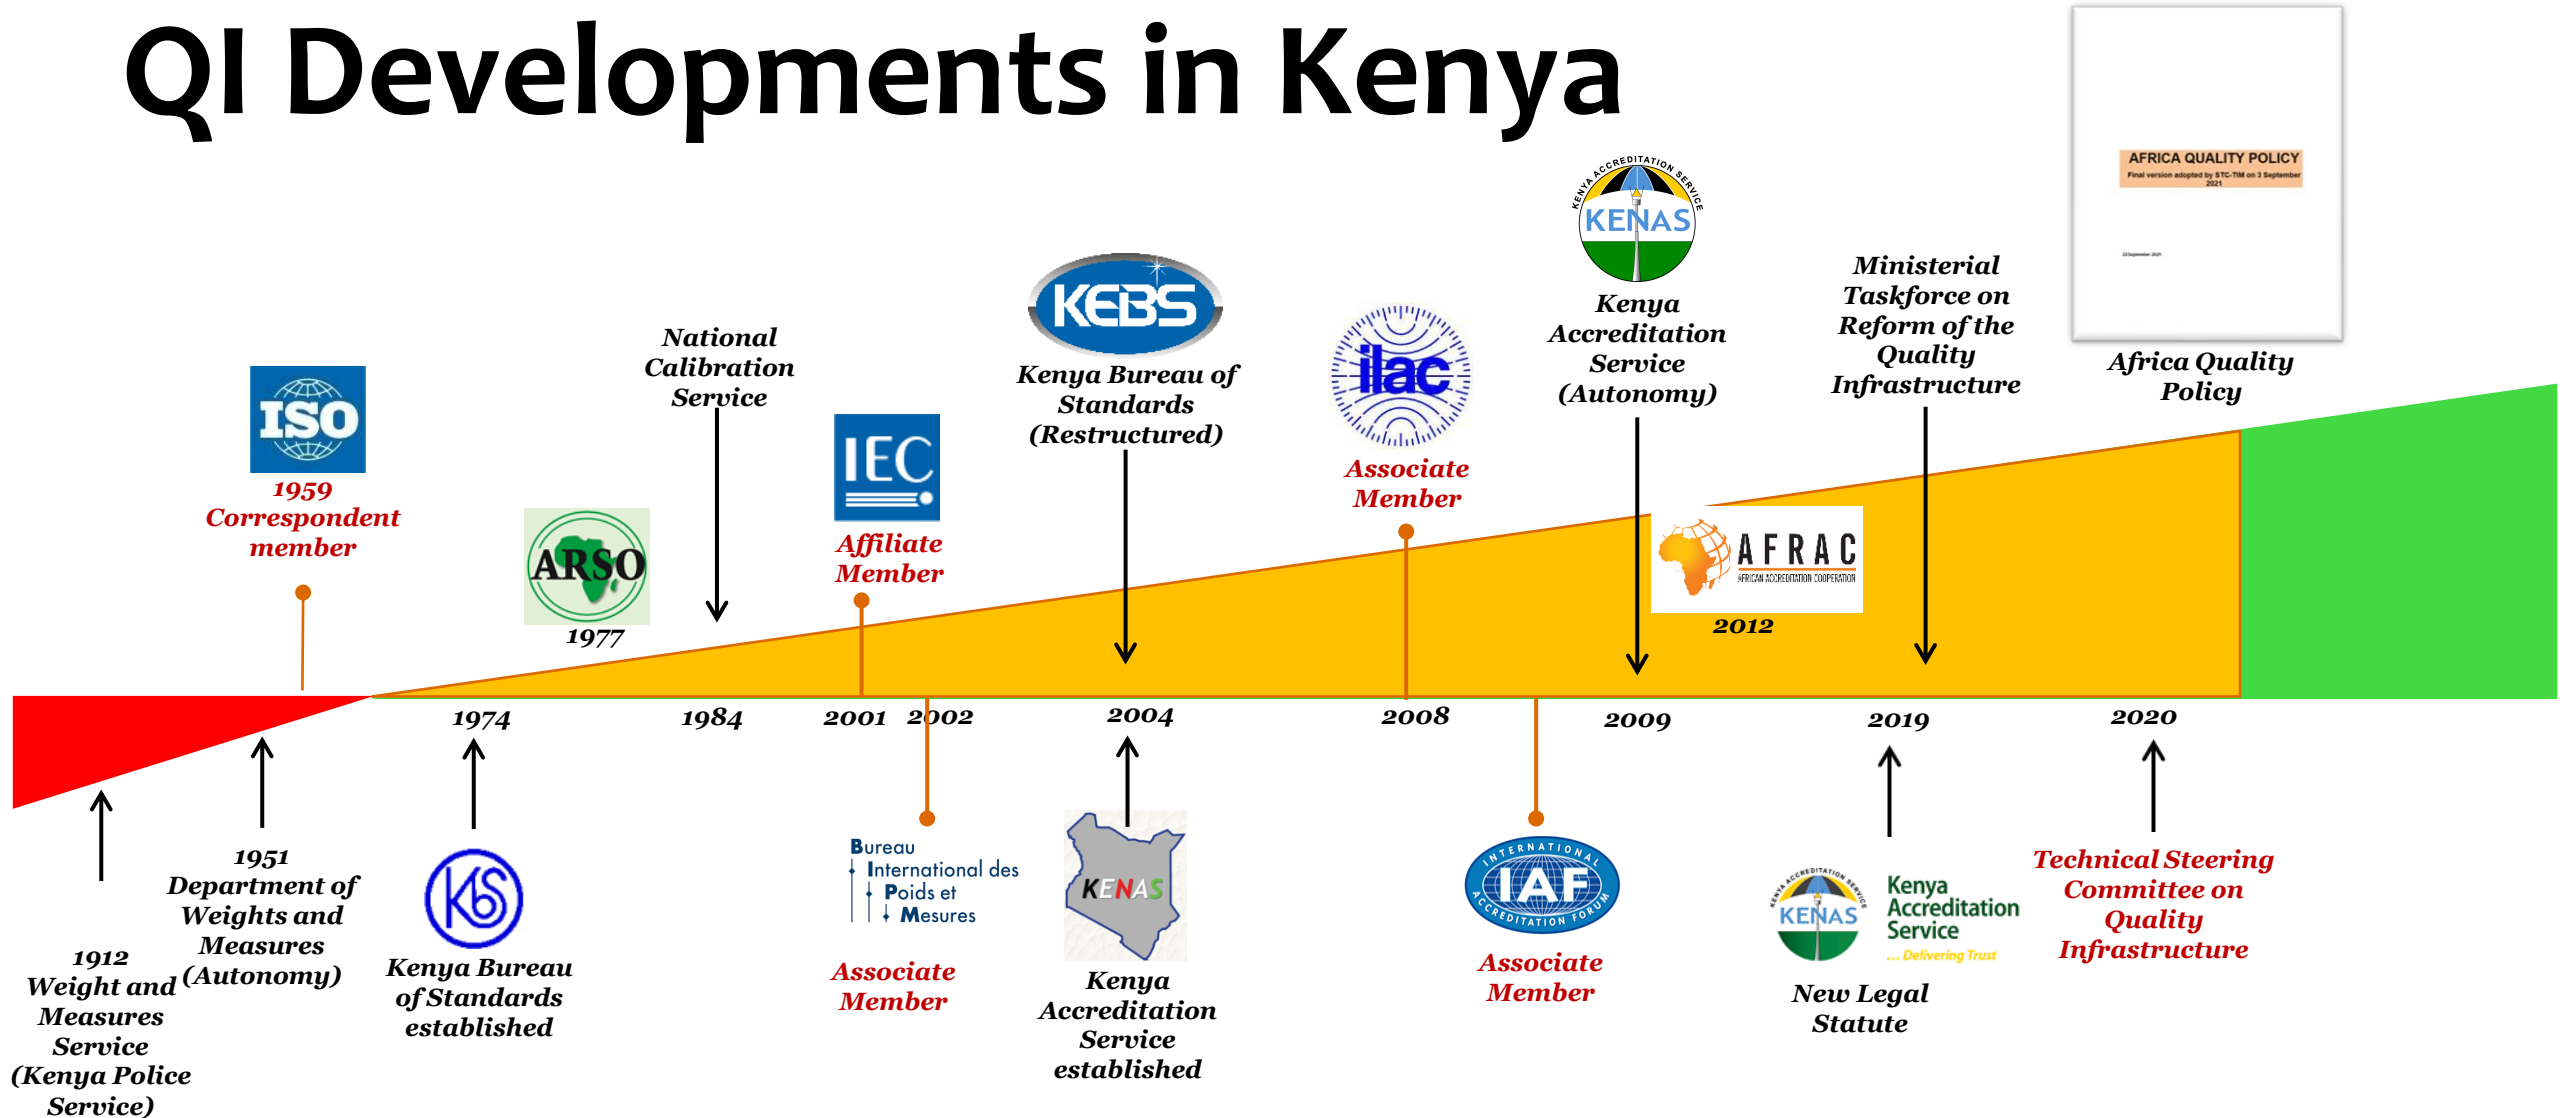 QI Developments in Kenya
AFRICA QUALITY POLICY
Final version adopted by STC-TIM on 3 September
2021
22 September 2021
Africa Quality
Policy
ISO
1959
Correspondent
member
ARSO
1977
National
Calibration
Service
IEC
Affiliate
Member
KEBS
Kenya Bureau of
Standards
(Restructured)
ilac
Associate
Member
KENYA ACCREDITATION SERVICE
KENAS
Kenya
Accreditation
Service
(Autonomy)
AFRAC
AFRICAN ACCREDITATION COOPERATION
2012
Ministerial
Taskforce on
Reform of the
Quality
Infrastructure
1974
1984
2001
2002
2004
2008
2009
2019
2020
1912
Weight and
Measures
Service
(Kenya Police
Service)
1951
Department of
Weights and
Measures
(Autonomy)
KbS
Kenya Bureau
of Standards
established
Bureau
International des
Poids et
Mesures
Associate
Member
KENAS
Kenya
Accreditation
Service
established
INTERNATIONAL
IAF
ACCREDITATION FORUM
Associate
Member
KENYA ACCREDITATION SERVICE
KENAS
Kenya
Accreditation
Service
... Delivering Trust
New Legal
Statute
Technical Steering
Committee on
Quality
Infrastructure